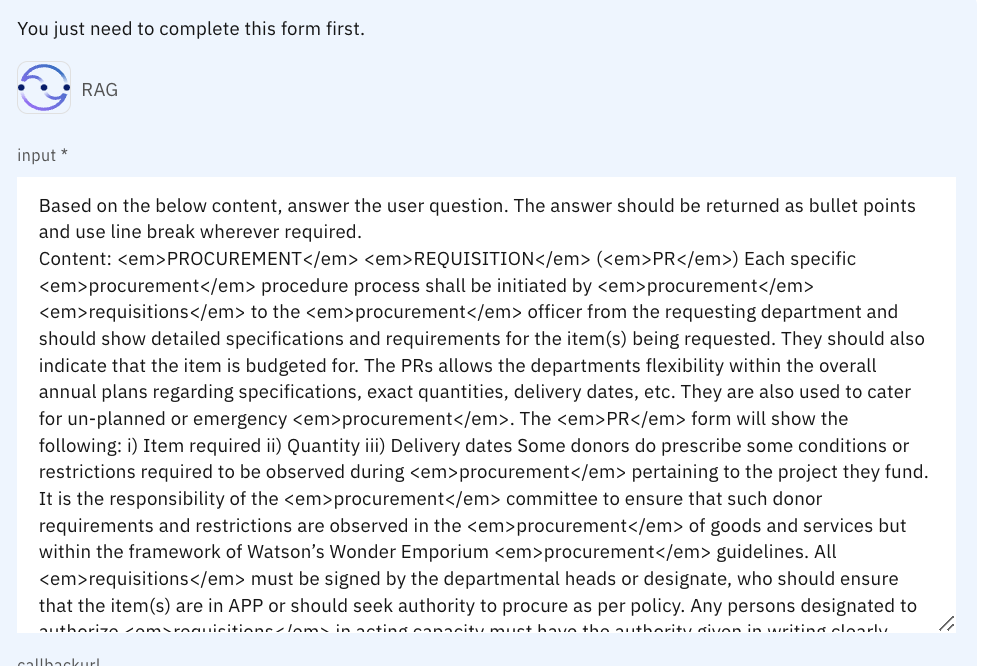 You just need to complete this form first.
RAG
input *
Based on the below content, answer the user question. The answer should be returned as bullet points
and use line break wherever required.
Content: <em>PROCUREMENT</em> <em>REQUISITION</em> (<em>PR</em>) Each specific
<em>procurement</em> procedure process shall be initiated by <em>procurement</em>
<em>requisitions</em> to the <em>procurement</em> officer from the requesting department and
should show detailed specifications and requirements for the item(s) being requested. They should also
indicate that the item is budgeted for. The PRs allows the departments flexibility within the overall
annual plans regarding specifications, exact quantities, delivery dates, etc. They are also used to cater
for un-planned or emergency <em>procurement</em>. The <em>PR</em> form will show the
following: i) Item required ii) Quantity iii) Delivery dates Some donors do prescribe some conditions or
restrictions required to be observed during <em>procurement</em> pertaining to the project they fund.
It is the responsibility of the <em>procurement</em> committee to ensure that such donor
requirements and restrictions are observed in the <em>procurement</em> of goods and services but
within the framework of Watson’s Wonder Emporium <em>procurement</em> guidelines. All
<em>requisitions</em> must be signed by the departmental heads or designate, who should ensure
that the item(s) are in APP or should seek authority to procure as per policy. Any persons designated to
authorize <em>requisitions</em> in acting capacity must have the authority given in writing clearly
callbackurl